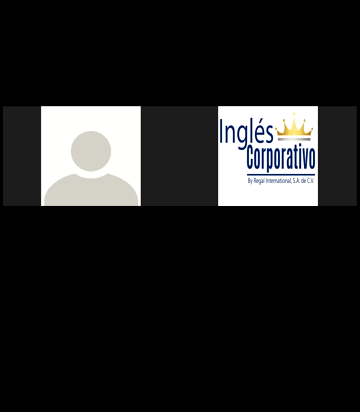 Inglés
Corporativo
By Regal International, S.A. de C.V.